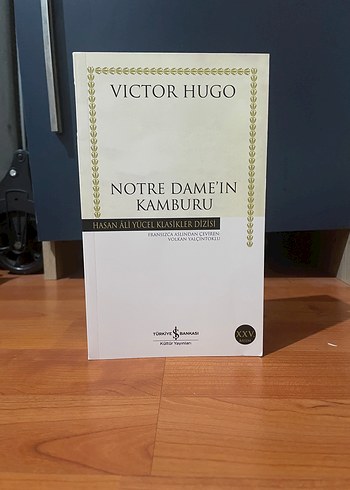 VICTOR HUGO
NOTRE DAME'IN
KAMBURU
HASAN ÂLİ YÜCEL KLASİKLER DİZİSİ
FRANSIZCA ASLINDAN ÇEVİREN:
VOLKAN YALÇINTOKLU
TÜRKİYE İŞ BANKASI
Kültür Yayınları
XXV